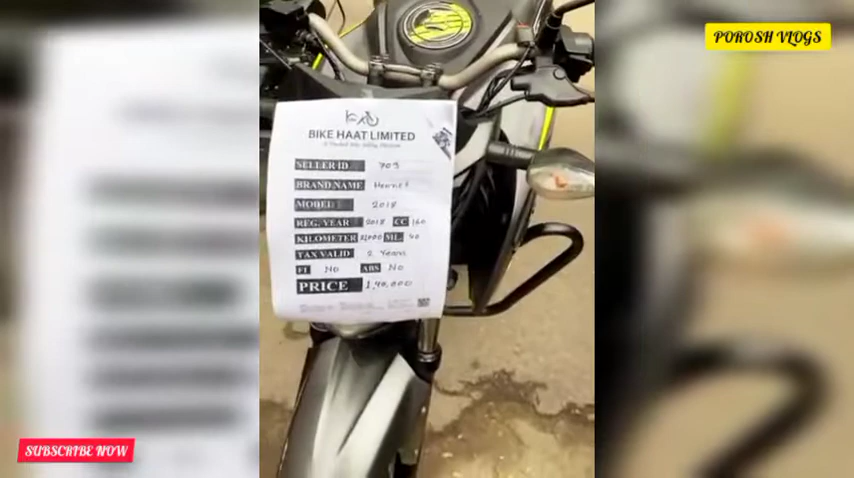 POROSH VLOGS
BIKE HAAT LIMITED
SELLER ID 709
BRAND NAME Hornet
MODEL 2018
REG. YEAR 2018 CC 160
KILOMETER ML 40
TAX VALID 2 Years
FI NO ABS NO
PRICE 1,40,000
SUBSCRIBE NOW